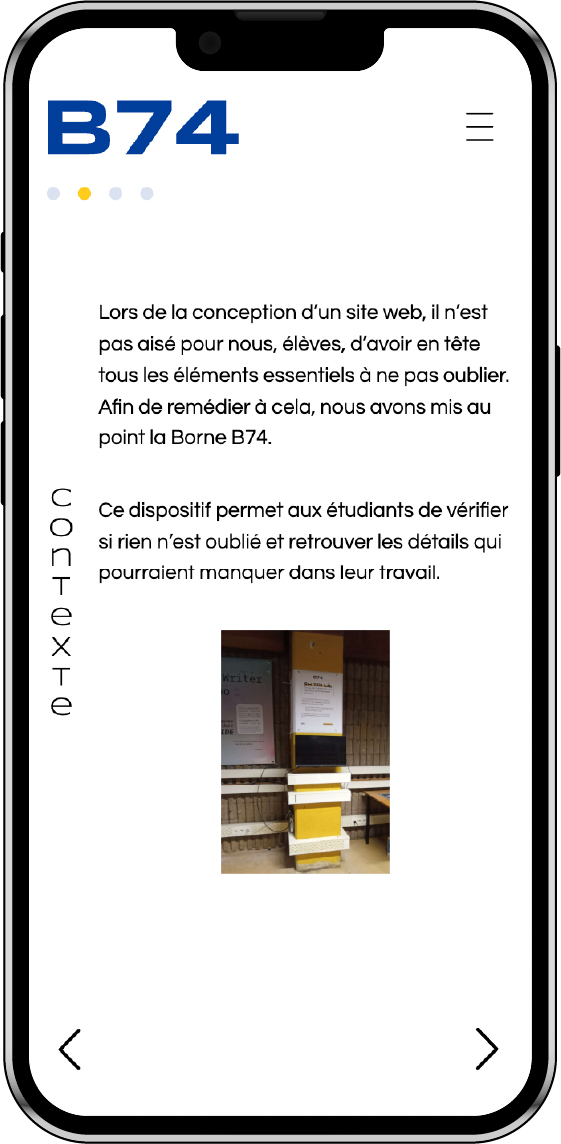 B74
Lors de la conception d’un site web, il n’est
pas aisé pour nous, élèves, d’avoir en tête
tous les éléments essentiels à ne pas oublier.
Afin de remédier à cela, nous avons mis au
point la Borne B74.
conTexTe
Ce dispositif permet aux étudiants de vérifier
si rien n’est oublié et retrouver les détails qui
pourraient manquer dans leur travail.
Writer
B74